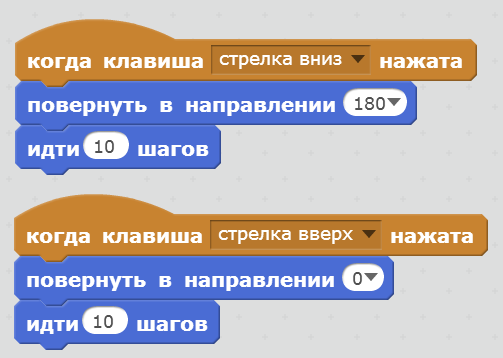 когда клавиша стрелка вниз нажата
повернуть в направлении 180
идти 10 шагов
когда клавиша стрелка вверх нажата
повернуть в направлении 0
идти 10 шагов